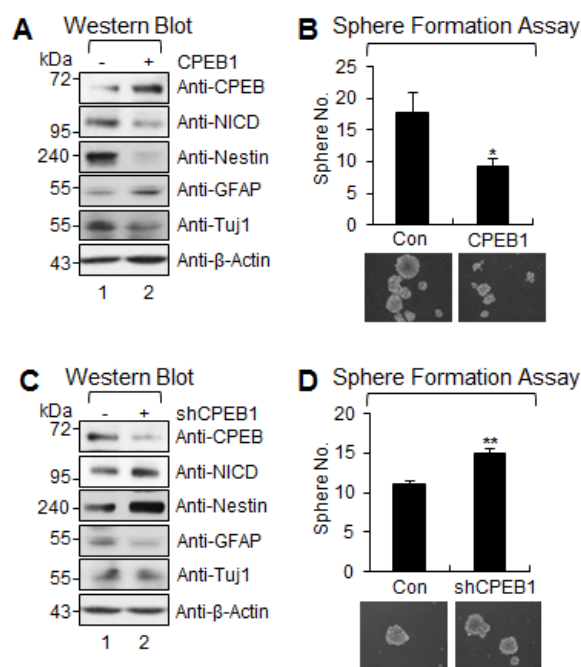 A Western Blot
kDa - + CPEB1
72 Anti-CPEB
95 Anti-NICD
240 Anti-Nestin
55 Anti-GFAP
55 Anti-Tuj1
43 Anti-β-Actin
1 2
B Sphere Formation Assay
Sphere No.
25
20
15
10
5
0
*
Con CPEB1
C Western Blot
kDa - + shCPEB1
72 Anti-CPEB
95 Anti-NICD
240 Anti-Nestin
55 Anti-GFAP
55 Anti-Tuj1
43 Anti-β-Actin
1 2
D Sphere Formation Assay
Sphere No.
20
15
10
5
0
**
Con shCPEB1